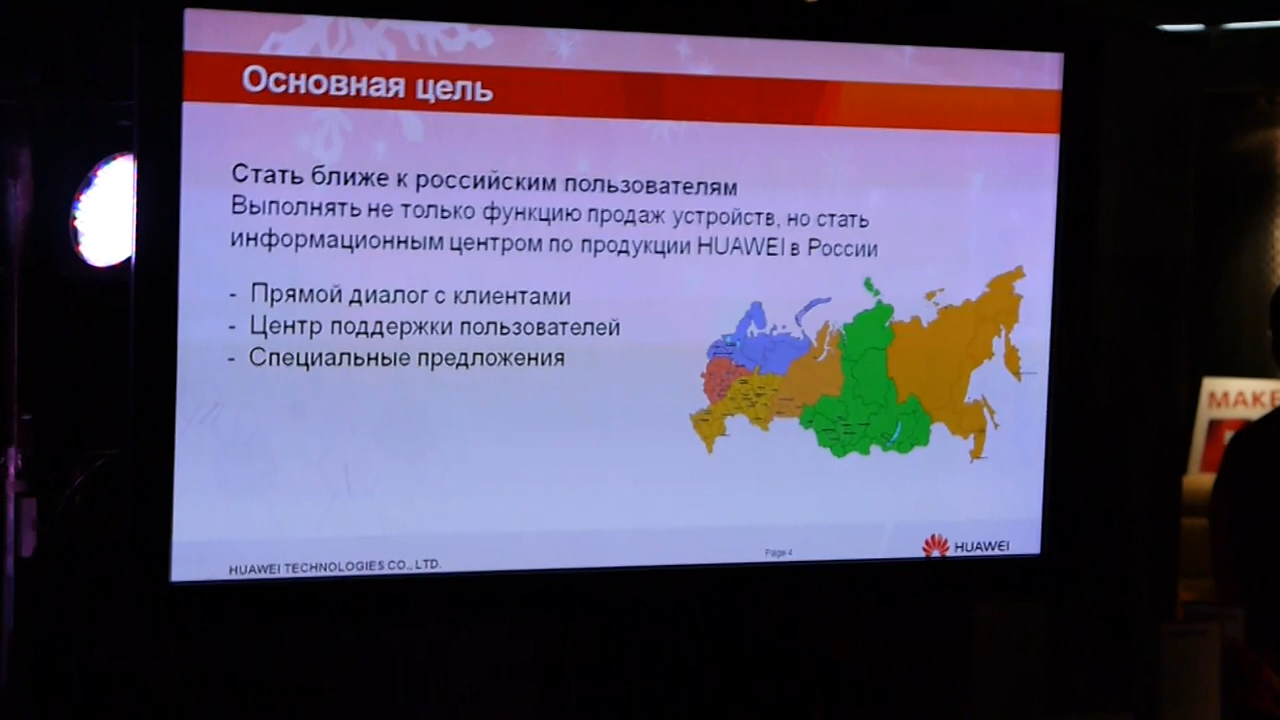 Основная цель
Стать ближе к российским пользователям
Выполнять не только функцию продаж устройств, но стать
информационным центром по продукции HUAWEI в России
- Прямой диалог с клиентами
- Центр поддержки пользователей
- Специальные предложения
HUAWEI TECHNOLOGIES CO., LTD.
Page 4
HUAWEI
MAKE